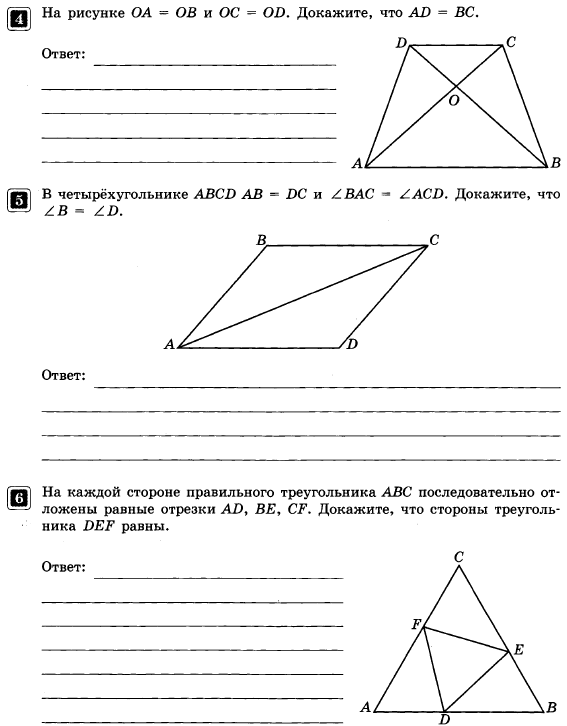 4 На рисунке OA = OB и OC = OD. Докажите, что AD = BC.
Ответ:
D C
O
A B
5 В четырёхугольнике ABCD AB = DC и ∠BAC = ∠ACD. Докажите, что
∠B = ∠D.
B C
A D
Ответ:
6 На каждой стороне правильного треугольника ABC последовательно от-
ложены равные отрезки AD, BE, CF. Докажите, что стороны треуголь-
ника DEF равны.
Ответ:
C
F
E
A D B